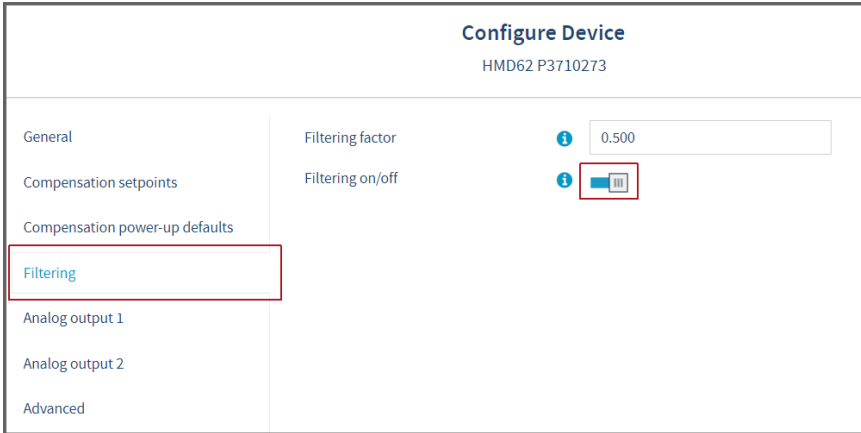 Configure Device
HMD62 P3710273
General
Compensation setpoints
Compensation power-up defaults
Filtering
Analog output 1
Analog output 2
Advanced
Filtering factor
0.500
Filtering on/off